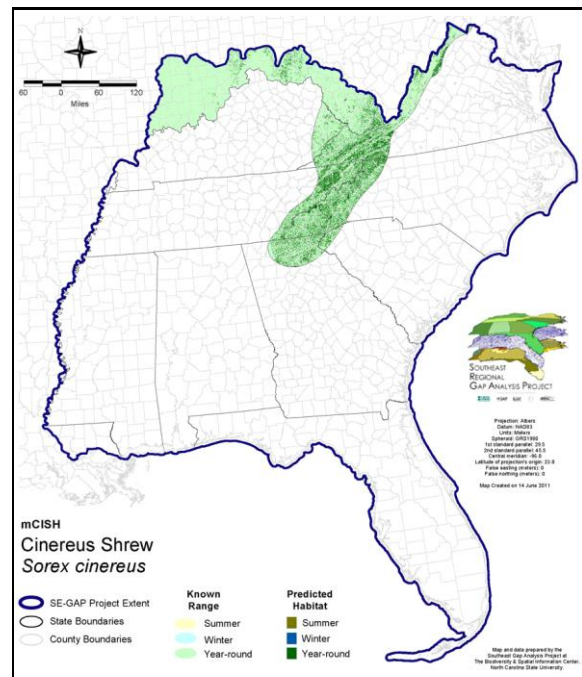 N
60 0 60 120
Miles
SOUTHEAST
REGIONAL
GAP ANALYSIS PROJECT
Projection: Albers
Datum: NAD83
Units: Meters
Spheroid: GRS1980
1st standard parallel: 29.5
2nd standard parallel: 45.5
Central meridian: -96.0
Latitude of projection's origin: 23.0
False easting (meters): 0
False northing (meters): 0
Map Created on 14 June 2011
mCISH
Cinereus Shrew
Sorex cinereus
SE-GAP Project Extent
State Boundaries
County Boundaries
Known
Range
Summer
Winter
Year-round
Predicted
Habitat
Summer
Winter
Year-round
Map and data prepared by the
Southeast Gap Analysis Project at
The Biodiversity & Spatial Information Center,
North Carolina State University.